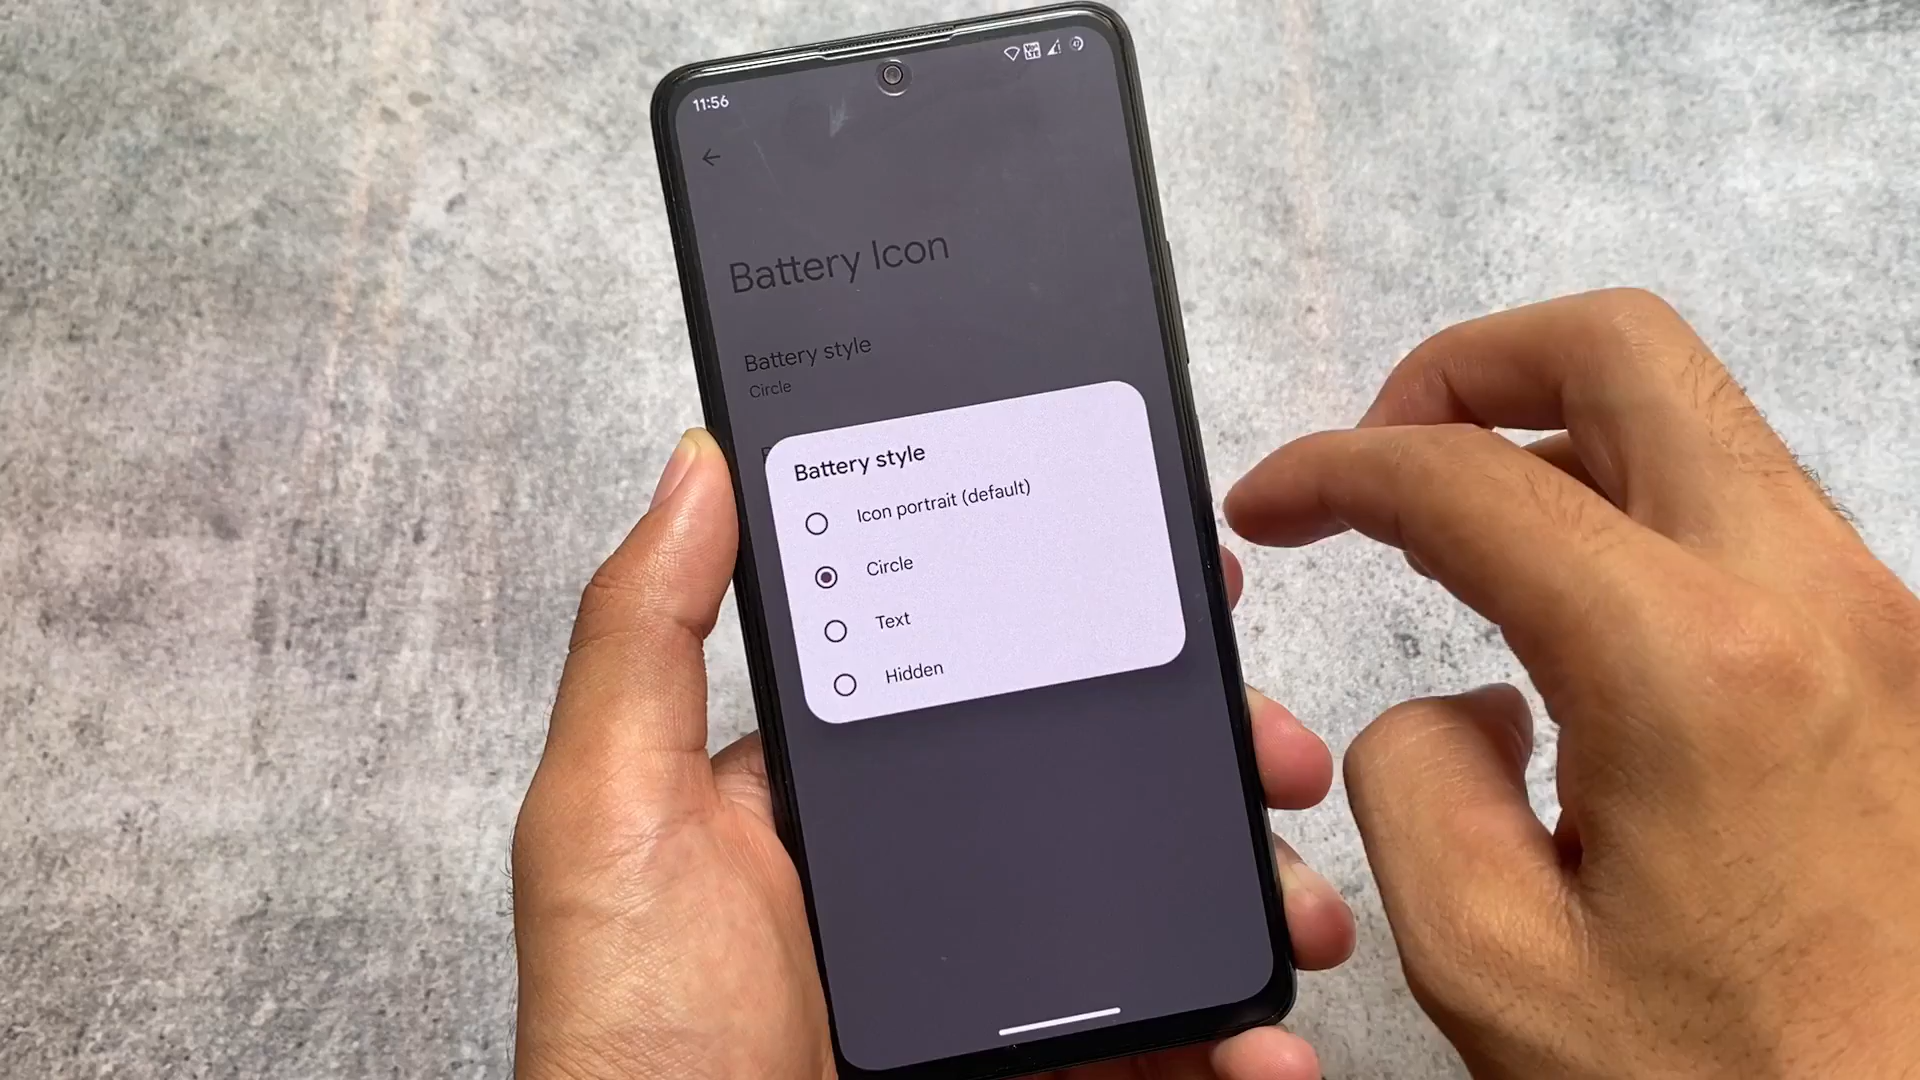 11:56
Battery Icon
Battery style
Circle
Battery style
Icon portrait (default)
Circle
Text
Hidden